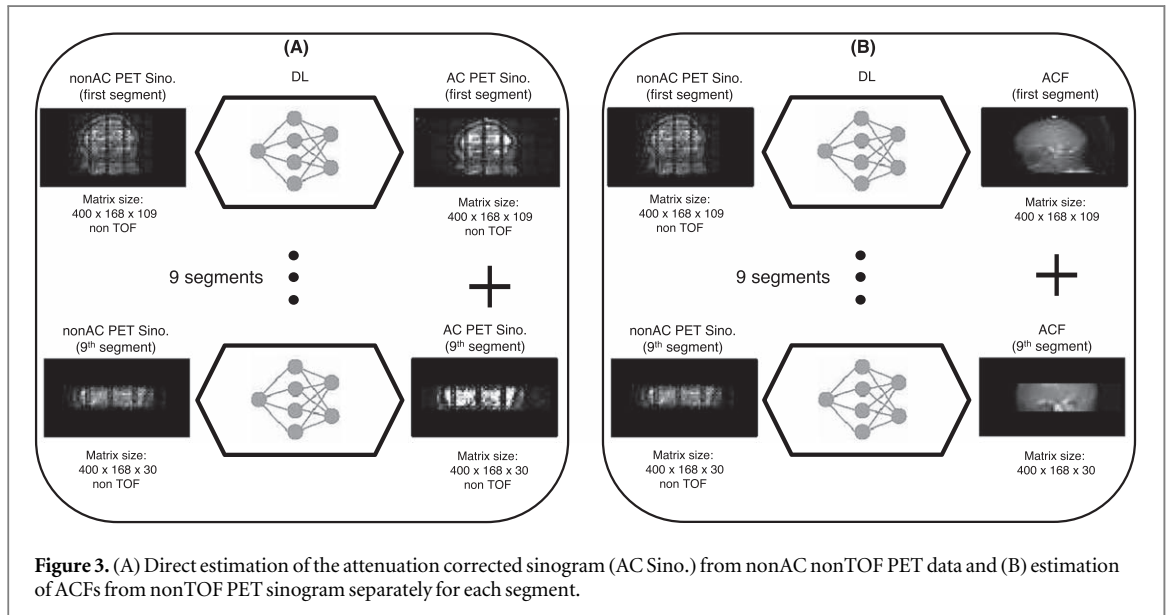 (A)
nonAC PET Sino.
(first segment)
DL
AC PET Sino.
(first segment)
Matrix size:
400 x 168 x 109
non TOF
Matrix size:
400 x 168 x 109
non TOF
9 segments
+
nonAC PET Sino.
(9th segment)
AC PET Sino.
(9th segment)
Matrix size:
400 x 168 x 30
non TOF
Matrix size:
400 x 168 x 30
non TOF
(B)
nonAC PET Sino.
(first segment)
DL
ACF
(first segment)
Matrix size:
400 x 168 x 109
non TOF
Matrix size:
400 x 168 x 109
9 segments
+
nonAC PET Sino.
(9th segment)
ACF
(9th segment)
Matrix size:
400 x 168 x 30
non TOF
Matrix size:
400 x 168 x 30
Figure 3. (A) Direct estimation of the attenuation corrected sinogram (AC Sino.) from nonAC nonTOF PET data and (B) estimation
of ACFs from nonTOF PET sinogram separately for each segment.